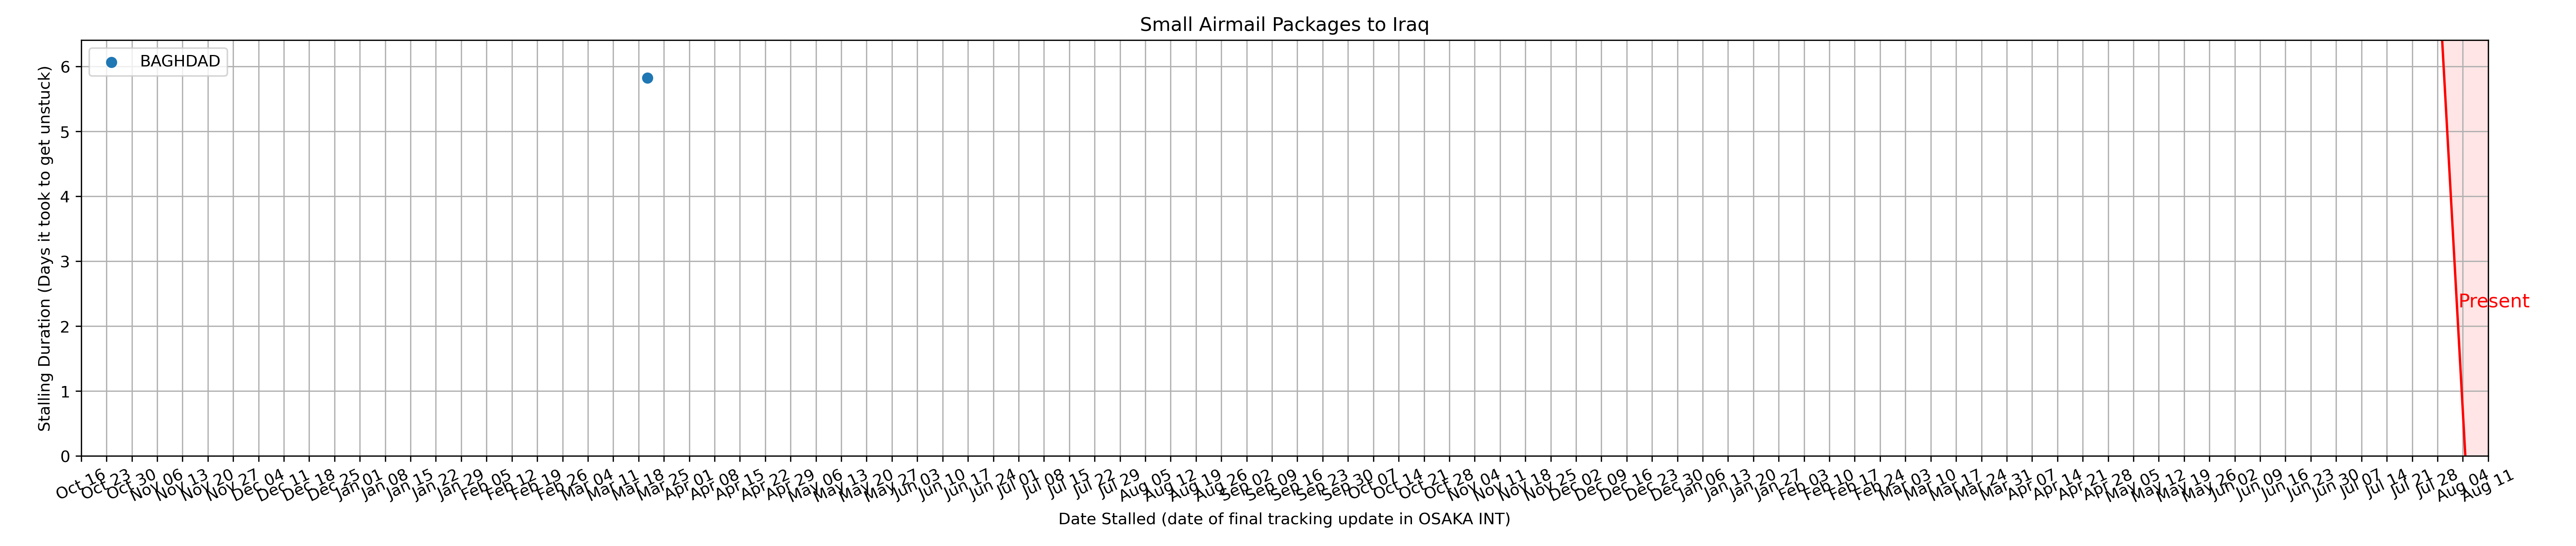 Small Airmail Packages to Iraq
BAGHDAD
Stalling Duration (Days it took to get unstuck)
6
5
4
3
2
1
0
Present
Oct 16 Oct 23 Oct 30 Nov 06 Nov 13 Nov 20 Nov 27 Dec 04 Dec 11 Dec 18 Dec 25 Jan 01 Jan 08 Jan 15 Jan 22 Jan 29 Feb 05 Feb 12 Feb 19 Feb 26 Mar 04 Mar 11 Mar 18 Mar 25 Apr 01 Apr 08 Apr 15 Apr 22 Apr 29 May 06 May 13 May 20 May 27 Jun 03 Jun 10 Jun 17 Jun 24 Jul 01 Jul 08 Jul 15 Jul 22 Jul 29 Aug 05 Aug 12 Aug 19 Aug 26 Sep 02 Sep 09 Sep 16 Sep 23 Sep 30 Oct 07 Oct 14 Oct 21 Oct 28 Nov 04 Nov 11 Nov 18 Nov 25 Dec 02 Dec 09 Dec 16 Dec 23 Dec 30 Jan 06 Jan 13 Jan 20 Jan 27 Feb 03 Feb 10 Feb 17 Feb 24 Mar 03 Mar 10 Mar 17 Mar 24 Mar 31 Apr 07 Apr 14 Apr 21 Apr 28 May 05 May 12 May 19 May 26 Jun 02 Jun 09 Jun 16 Jun 23 Jun 30 Jul 07 Jul 14 Jul 21 Jul 28 Aug 04 Aug 11
Date Stalled (date of final tracking update in OSAKA INT)